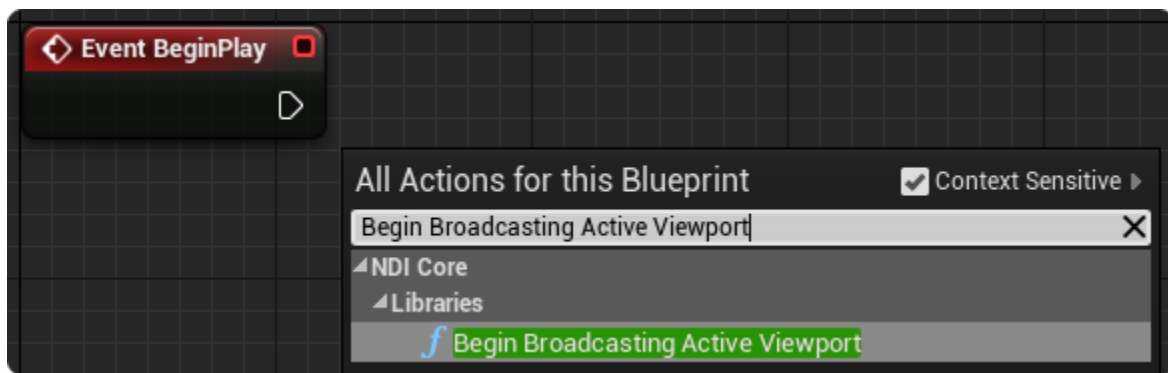 Event BeginPlay
All Actions for this Blueprint
Context Sensitive
Begin Broadcasting Active Viewport
NDI Core
Libraries
f Begin Broadcasting Active Viewport